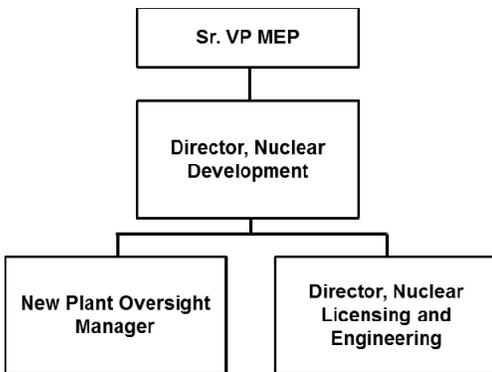 Sr. VP MEP
Director, Nuclear
Development
New Plant Oversight
Manager
Director, Nuclear
Licensing and
Engineering